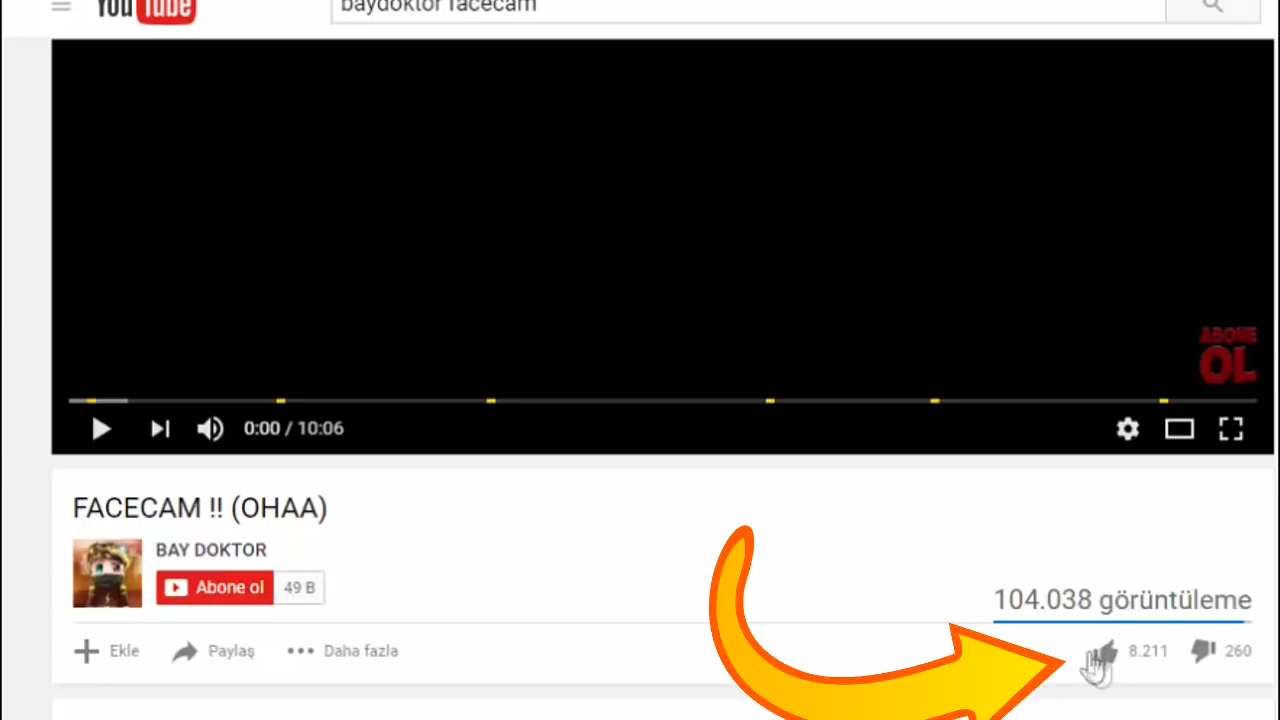 YouTube
baydoktor facecam
ABONE
OL
0:00 / 10:06
FACECAM !! (OHAA)
BAY DOKTOR
Abone ol 49 B
104.038 görüntüleme
Ekle Paylaş Daha fazla 8.211 260